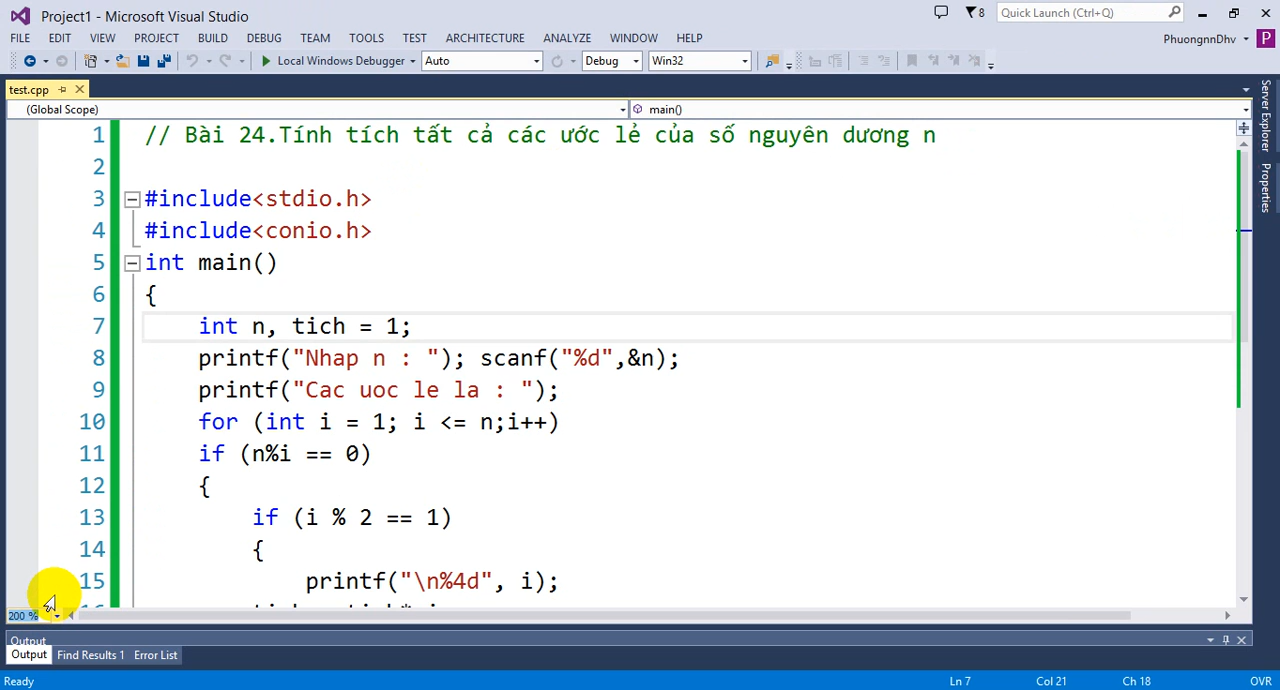 Project1 - Microsoft Visual Studio
8
Quick Launch (Ctrl+Q)
FILE EDIT VIEW PROJECT BUILD DEBUG TEAM TOOLS TEST ARCHITECTURE ANALYZE WINDOW HELP
PhuongnnDhv P
Local Windows Debugger Auto Debug Win32
test.cpp
(Global Scope) main()
Server Explorer
Properties
1 // Bài 24.Tính tích tất cả các ước lẻ của số nguyên dương n
2
3 #include<stdio.h>
4 #include<conio.h>
5 int main()
6 {
7 int n, tich = 1;
8 printf("Nhap n : "); scanf("%d",&n);
9 printf("Cac uoc le la : ");
10 for (int i = 1; i <= n;i++)
11 if (n%i == 0)
12 {
13 if (i % 2 == 1)
14 {
15 printf("\n%4d", i);
200 %
Output
Output Find Results 1 Error List
Ready Ln 7 Col 21 Ch 18 OVR